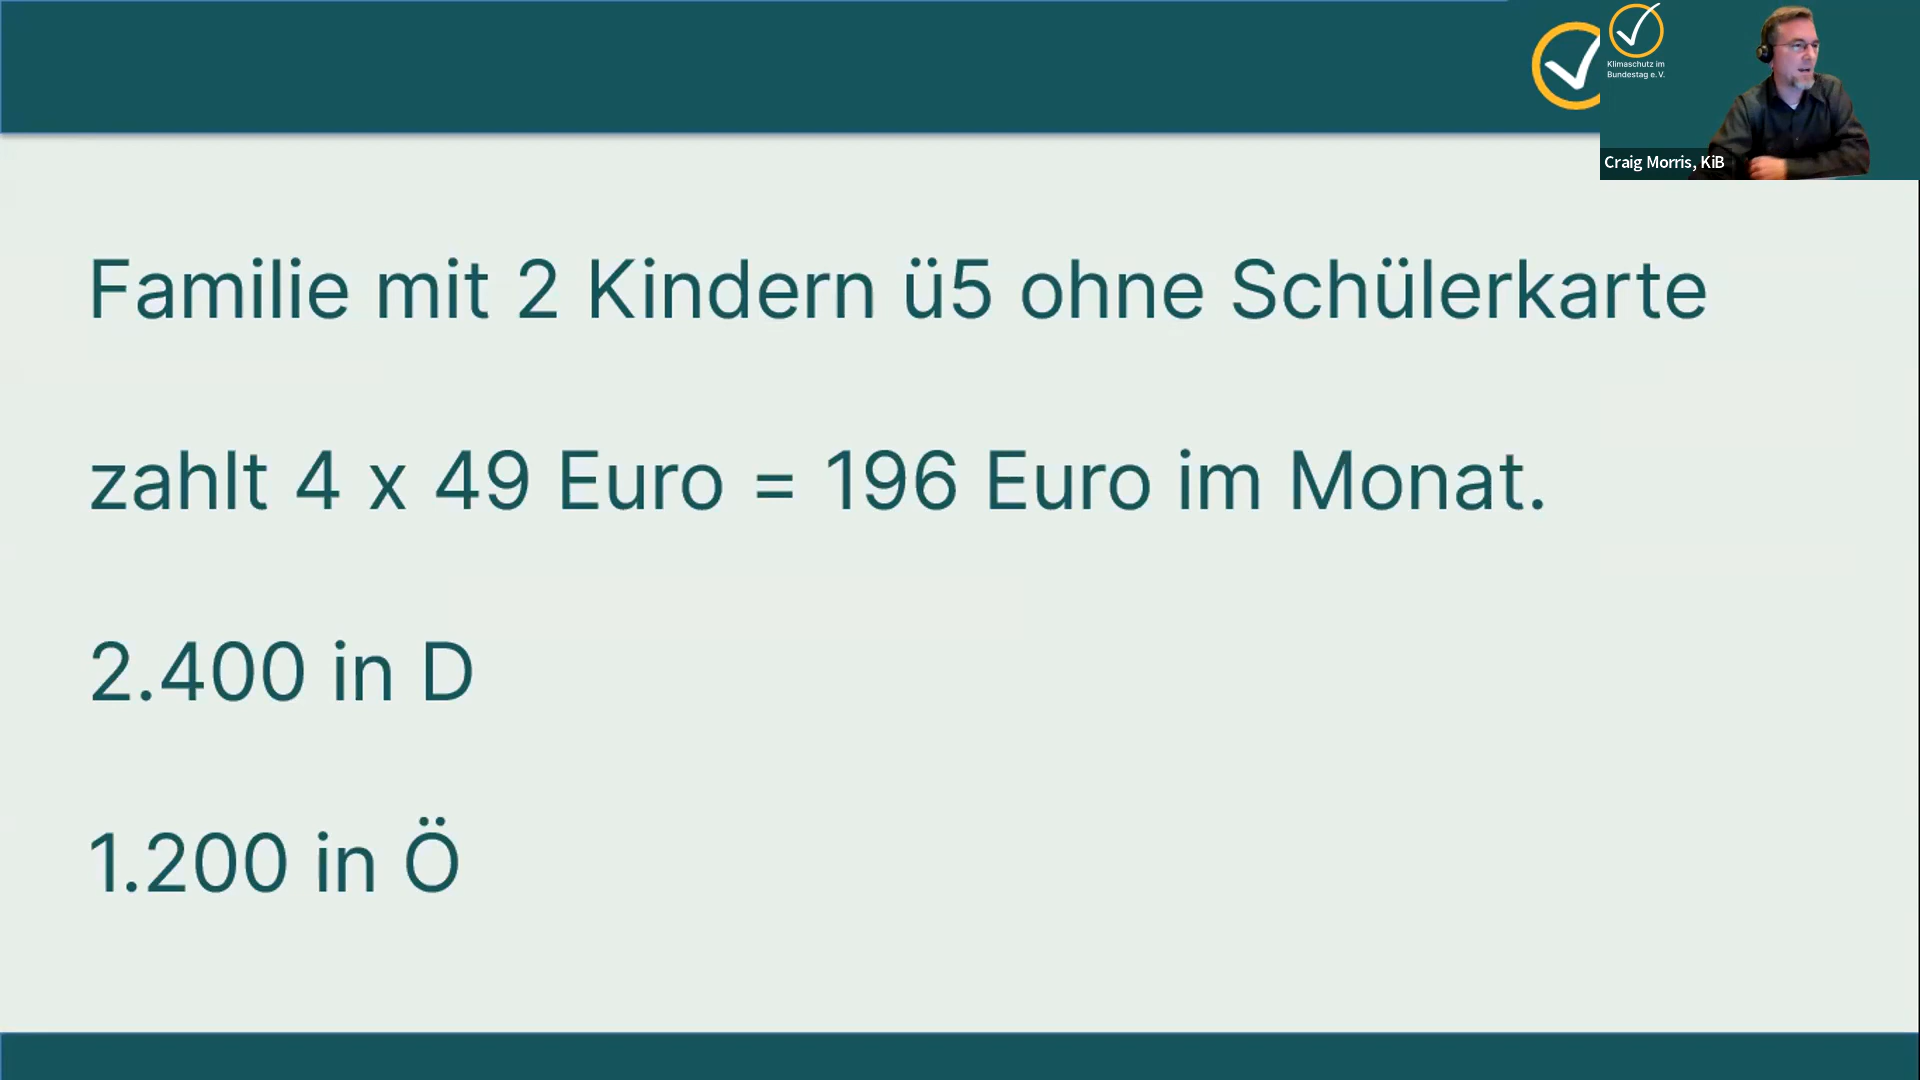 Klimaschutz im
Bundestag e. V.
Craig Morris, KiB
Familie mit 2 Kindern ü5 ohne Schülerkarte
zahlt 4 x 49 Euro = 196 Euro im Monat.
2.400 in D
1.200 in Ö